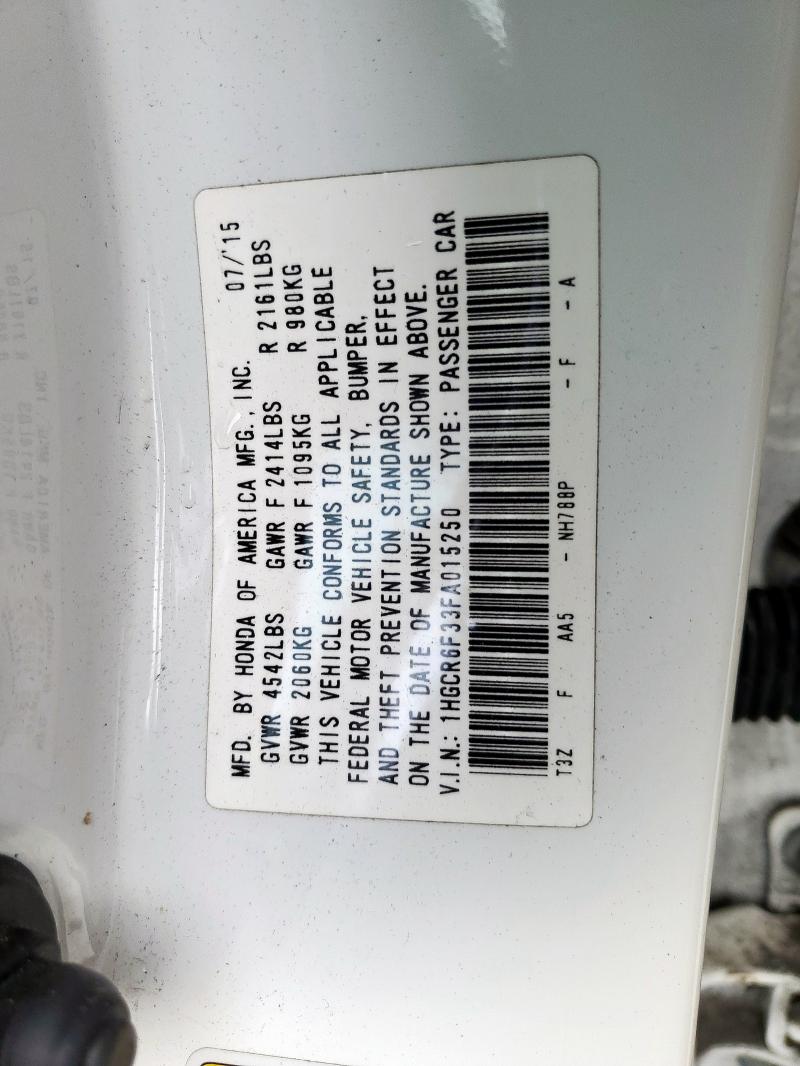 MFD. BY HONDA OF AMERICA MFG., INC. 07/'15
GVWR 4542LBS GAWR F 2414LBS R 2161LBS
GVWR 2060KG GAWR F 1095KG R 980KG
THIS VEHICLE CONFORMS TO ALL APPLICABLE
FEDERAL MOTOR VEHICLE SAFETY, BUMPER,
AND THEFT PREVENTION STANDARDS IN EFFECT
ON THE DATE OF MANUFACTURE SHOWN ABOVE.
V.I.N.: 1HGCR6F33FA015250 TYPE: PASSENGER CAR
T3Z F AA5 - NH788P - F - A